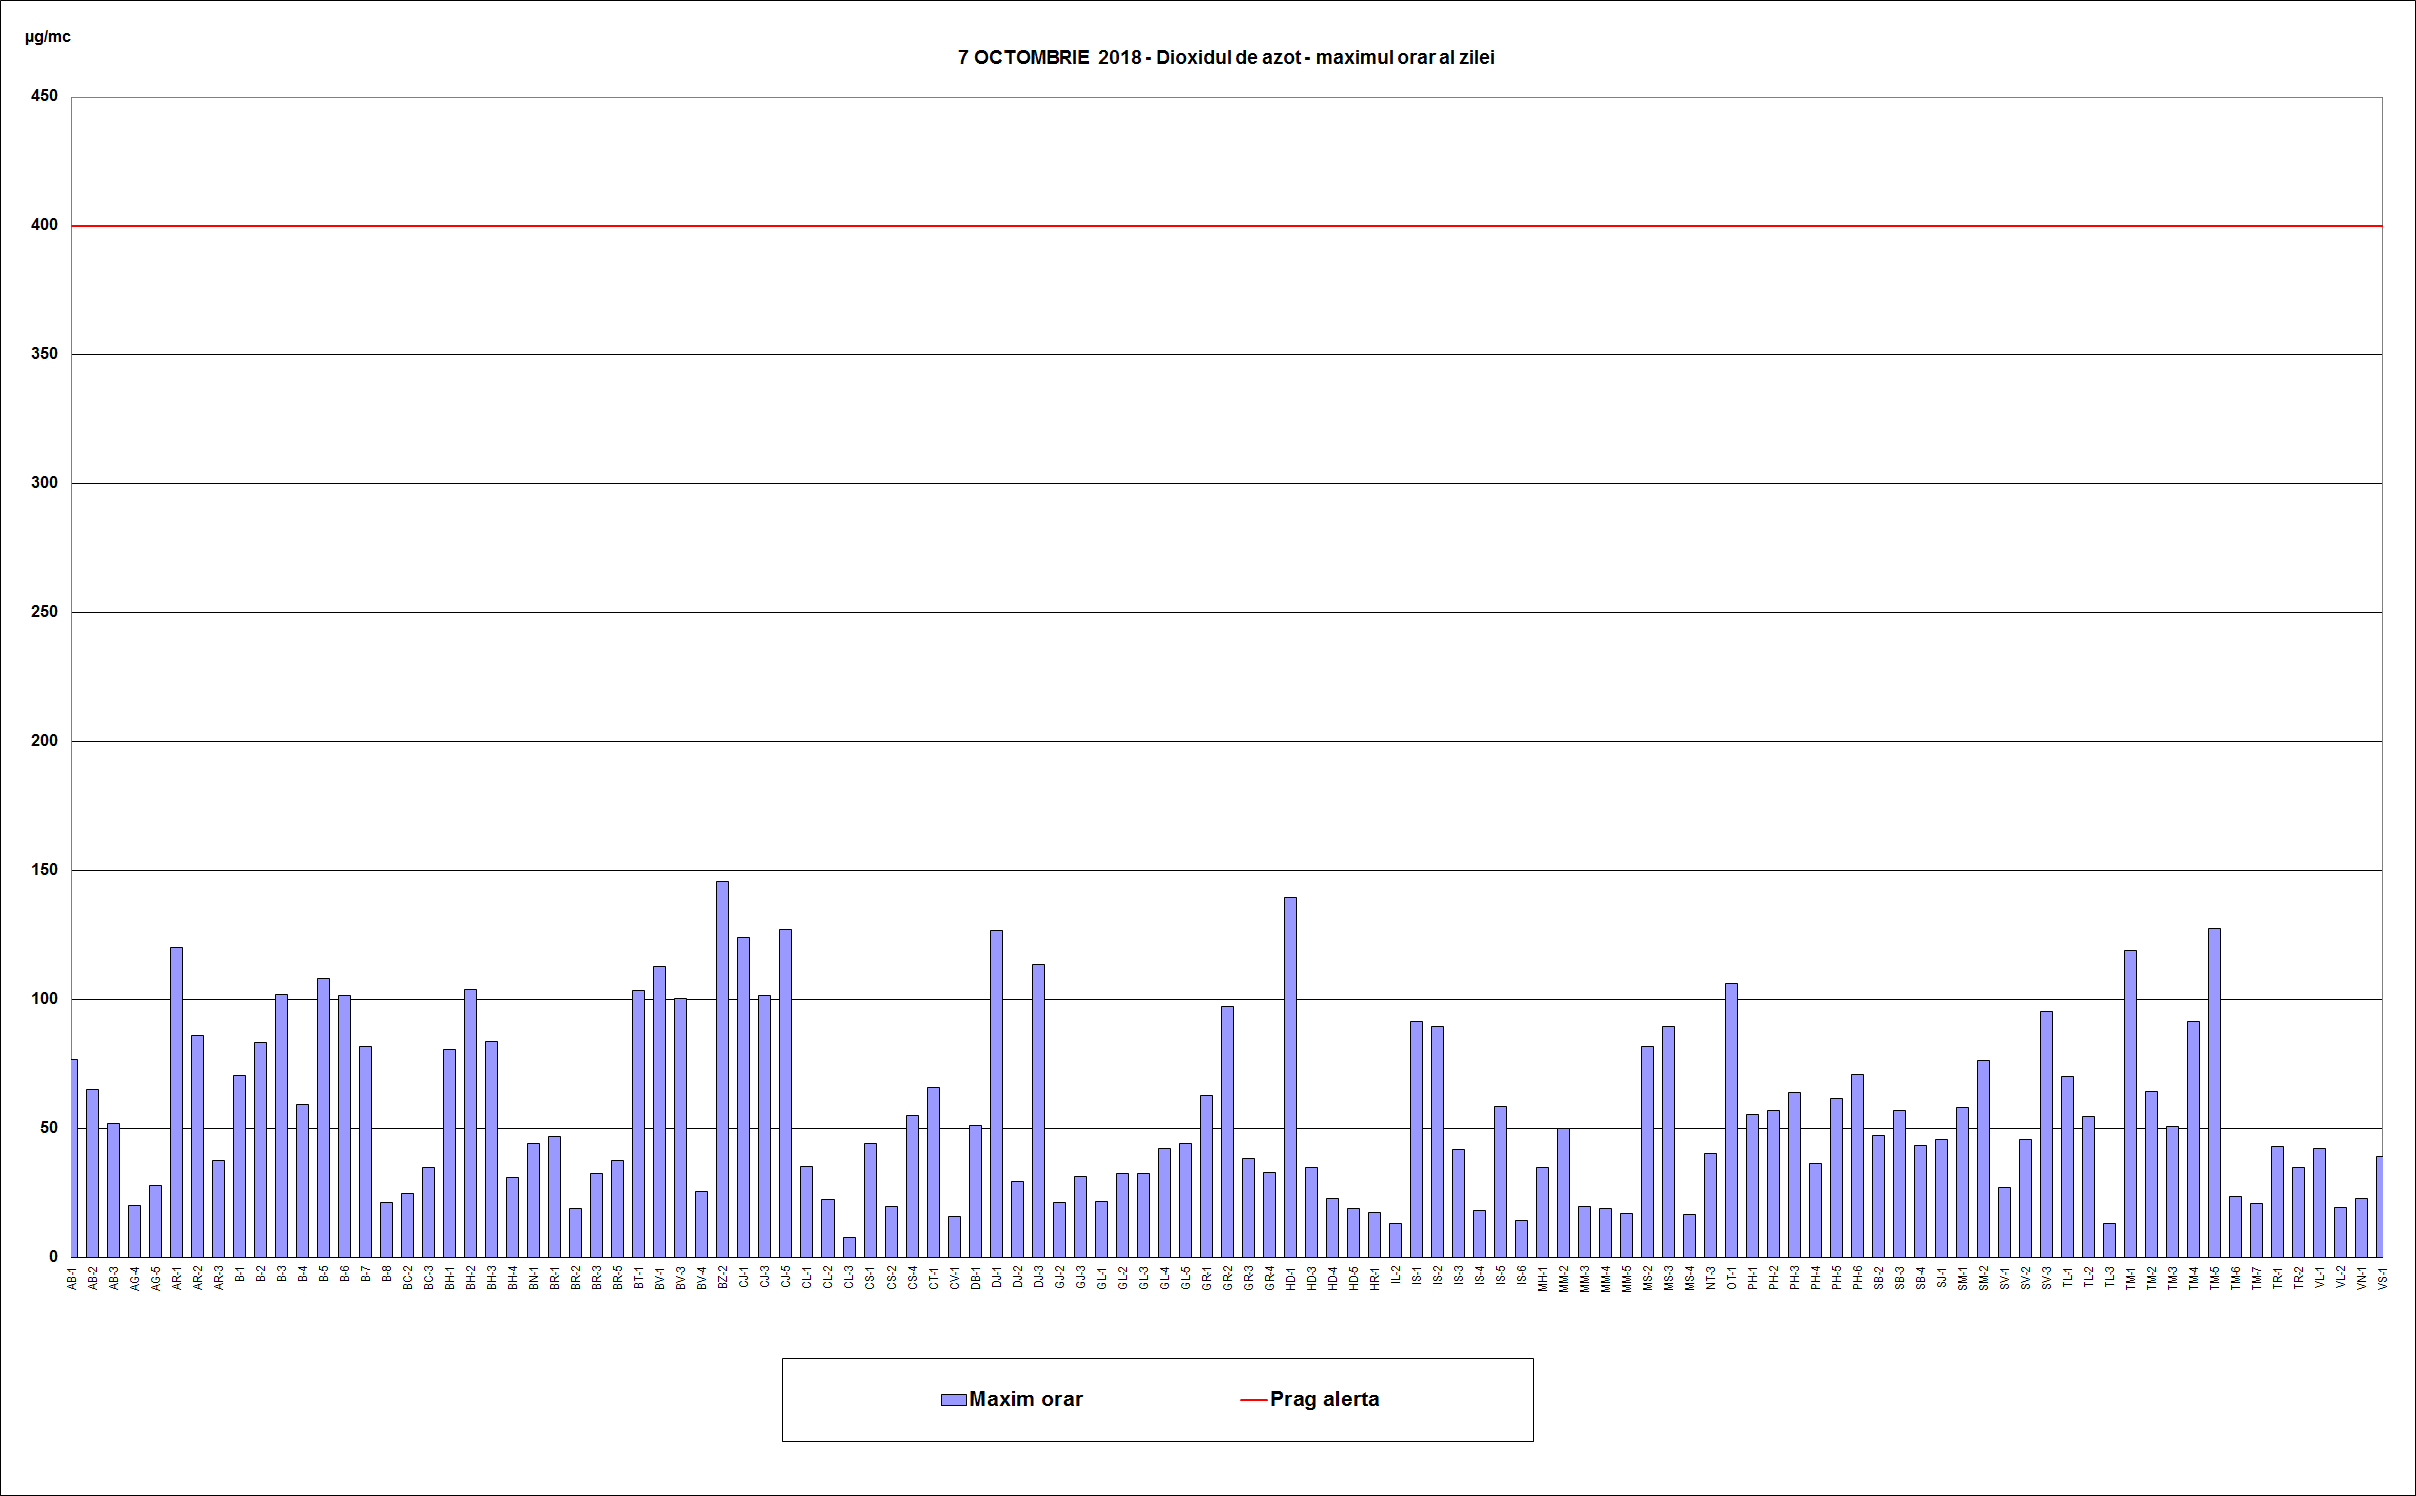 µg/mc
7 OCTOMBRIE 2018 - Dioxidul de azot - maximul orar al zilei
450
400
350
300
250
200
150
100
50
0
AB-1 AB-2 AB-3 AG-4 AG-5 AR-1 AR-2 AR-3 B-1 B-2 B-3 B-4 B-5 B-6 B-7 B-8 BC-2 BC-3 BH-1 BH-2 BH-3 BH-4 BN-1 BR-1 BR-2 BR-3 BR-5 BT-1 BV-1 BV-3 BV-4 BZ-2 CJ-1 CJ-3 CJ-5 CL-1 CL-2 CL-3 CS-1 CS-2 CS-4 CT-1 CV-1 DB-1 DJ-1 DJ-2 DJ-3 GJ-2 GJ-3 GL-1 GL-2 GL-3 GL-4 GL-5 GR-1 GR-2 GR-3 GR-4 HD-1 HD-3 HD-4 HD-5 HR-1 IL-2 IS-1 IS-2 IS-3 IS-4 IS-5 IS-6 MH-1 MM-2 MM-3 MM-4 MM-5 MS-2 MS-3 MS-4 NT-3 OT-1 PH-1 PH-2 PH-3 PH-4 PH-5 PH-6 SB-2 SB-3 SB-4 SJ-1 SM-1 SM-2 SV-1 SV-2 SV-3 TL-1 TL-2 TL-3 TM-1 TM-2 TM-3 TM-4 TM-5 TM-6 TM-7 TR-1 TR-2 VL-1 VL-2 VN-1 VS-1
Maxim orar Prag alerta